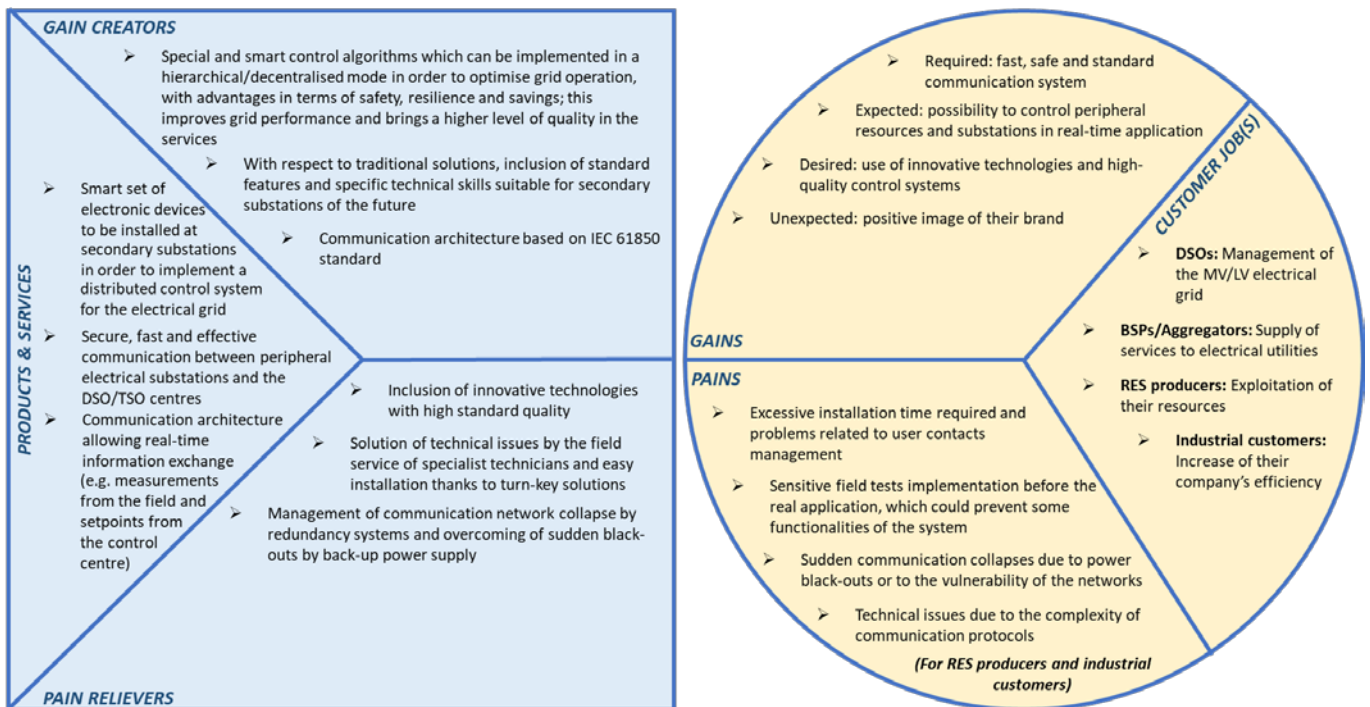 GAIN CREATORS
➢ Special and smart control algorithms which can be implemented in a
hierarchical/decentralised mode in order to optimise grid operation,
with advantages in terms of safety, resilience and savings; this
improves grid performance and brings a higher level of quality in the
services
➢ With respect to traditional solutions, inclusion of standard
features and specific technical skills suitable for secondary
substations of the future
➢ Communication architecture based on IEC 61850
standard
PRODUCTS & SERVICES
➢ Smart set of
electronic devices
to be installed at
secondary substations
in order to implement a
distributed control system
for the electrical grid
➢ Secure, fast and effective
communication between peripheral
electrical substations and the
DSO/TSO centres
➢ Communication architecture
allowing real-time
information exchange
(e.g. measurements
from the field and
setpoints from
the control
centre)
➢ Inclusion of innovative technologies
with high standard quality
➢ Solution of technical issues by the field
service of specialist technicians and easy
installation thanks to turn-key solutions
➢ Management of communication network collapse by
redundancy systems and overcoming of sudden black-
outs by back-up power supply
PAIN RELIEVERS
➢ Required: fast, safe and standard
communication system
➢ Expected: possibility to control peripheral
resources and substations in real-time application
➢ Desired: use of innovative technologies and high-
quality control systems
➢ Unexpected: positive image of their brand
GAINS
CUSTOMER JOB(S)
➢ DSOs: Management of
the MV/LV electrical
grid
➢ BSPs/Aggregators: Supply of
services to electrical utilities
➢ RES producers: Exploitation of
their resources
➢ Industrial customers:
Increase of their
company's efficiency
PAINS
➢ Excessive installation time required and
problems related to user contacts
management
➢ Sensitive field tests implementation before the
real application, which could prevent some
functionalities of the system
➢ Sudden communication collapses due to power
black-outs or to the vulnerability of the networks
➢ Technical issues due to the complexity of
communication protocols
(For RES producers and industrial
customers)